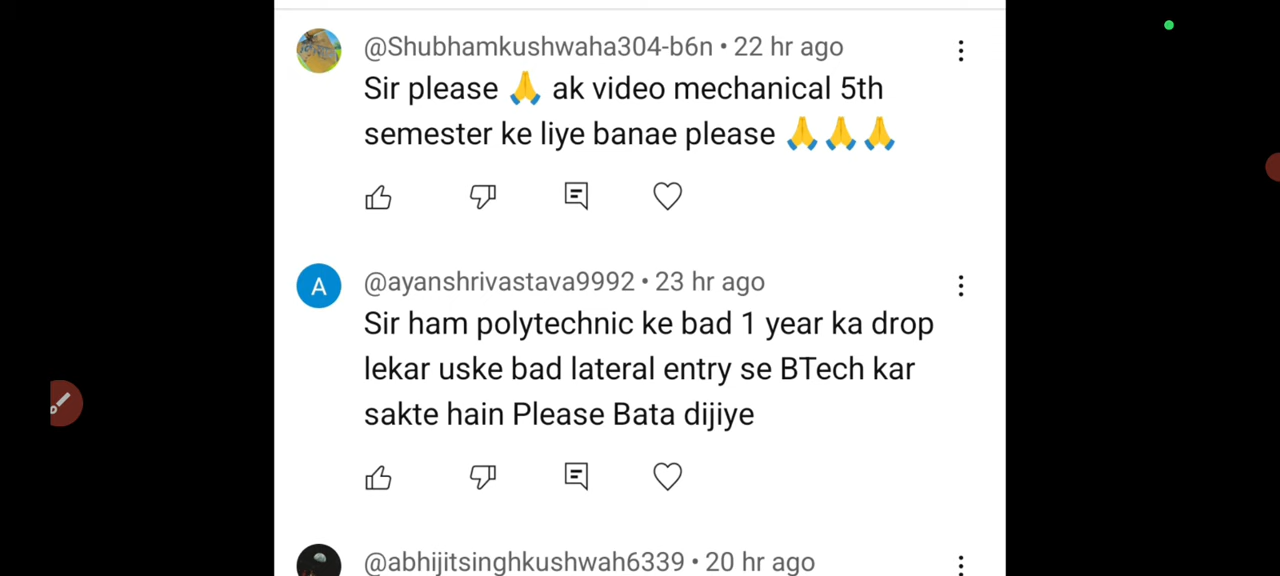 @Shubhamkushwaha304-b6n • 22 hr ago
Sir please 🙏 ak video mechanical 5th
semester ke liye banae please 🙏🙏🙏
A
@ayanshrivastava9992 • 23 hr ago
Sir ham polytechnic ke bad 1 year ka drop
lekar uske bad lateral entry se BTech kar
sakte hain Please Bata dijiye
@abhijitsinghkushwah6339 • 20 hr ago